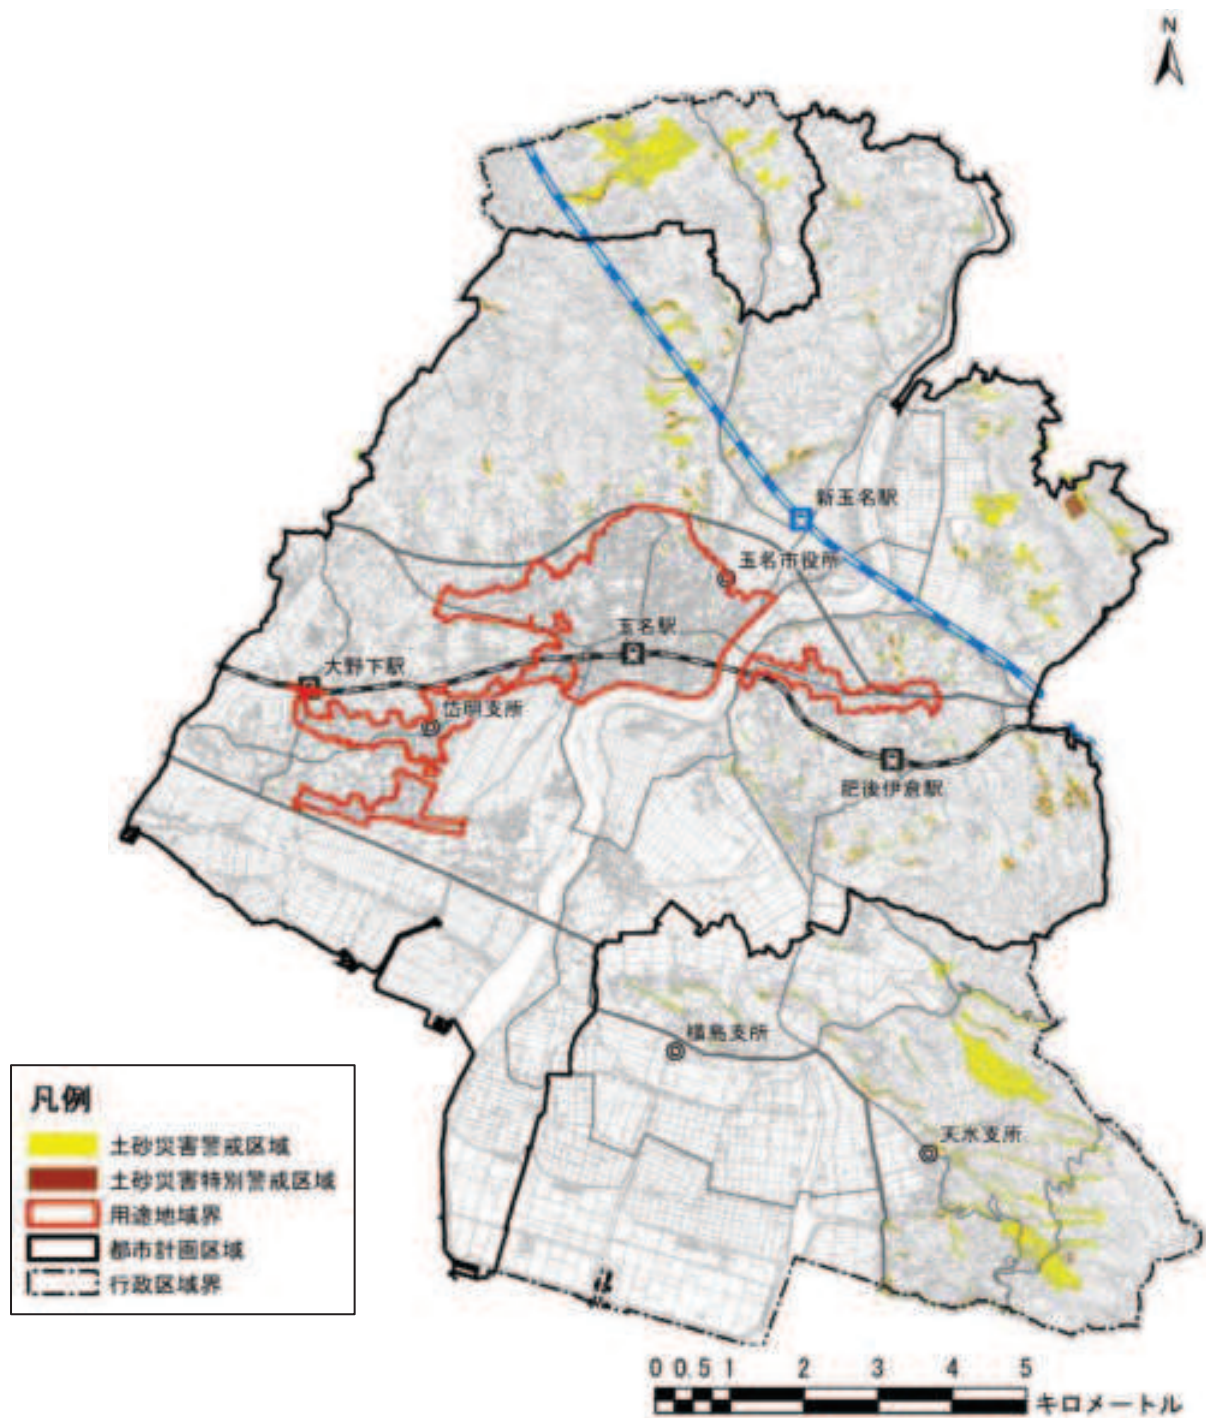 N
新玉名駅
玉名市役所
玉名駅
大野下駅
岱明支所
肥後伊倉駅
横島支所
天水支所
凡例
土砂災害警戒区域
土砂災害特別警戒区域
用途地域界
都市計画区域
行政区域界
0 0.5 1 2 3 4 5
キロメートル